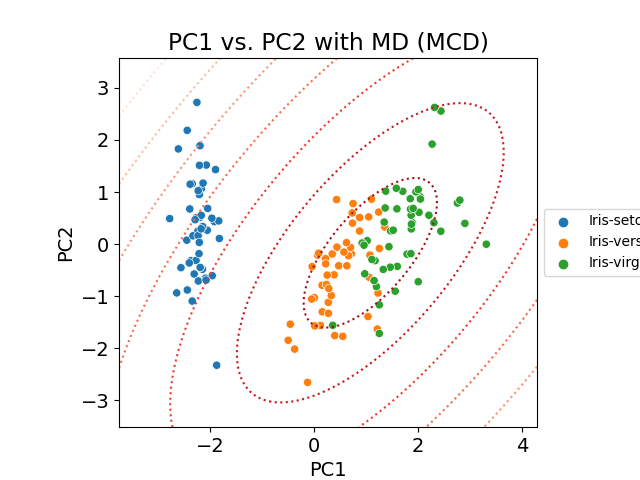 PC1 vs. PC2 with MD (MCD)
3
2
1
0
−1
−2
−3
PC2
−2
0
2
4
PC1
Iris-setc
Iris-vers
Iris-virg